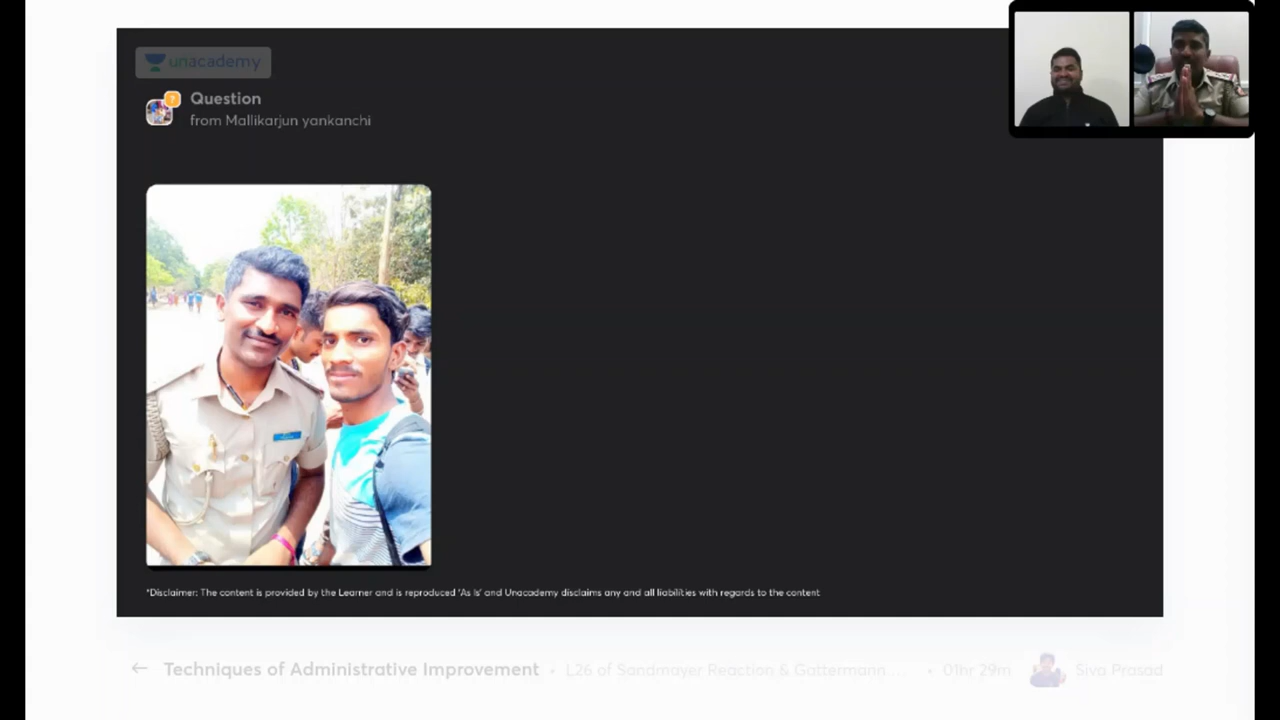 unacademy
Question
from Mallikarjun yankanchi
*Disclaimer: The content is provided by the Learner and is reproduced 'As Is' and Unacademy disclaims any and all liabilities with regards to the content
← Techniques of Administrative Improvement • L26 of Sandmayer Reaction & Gattermann.... • 01hr 29m Siva Prasad